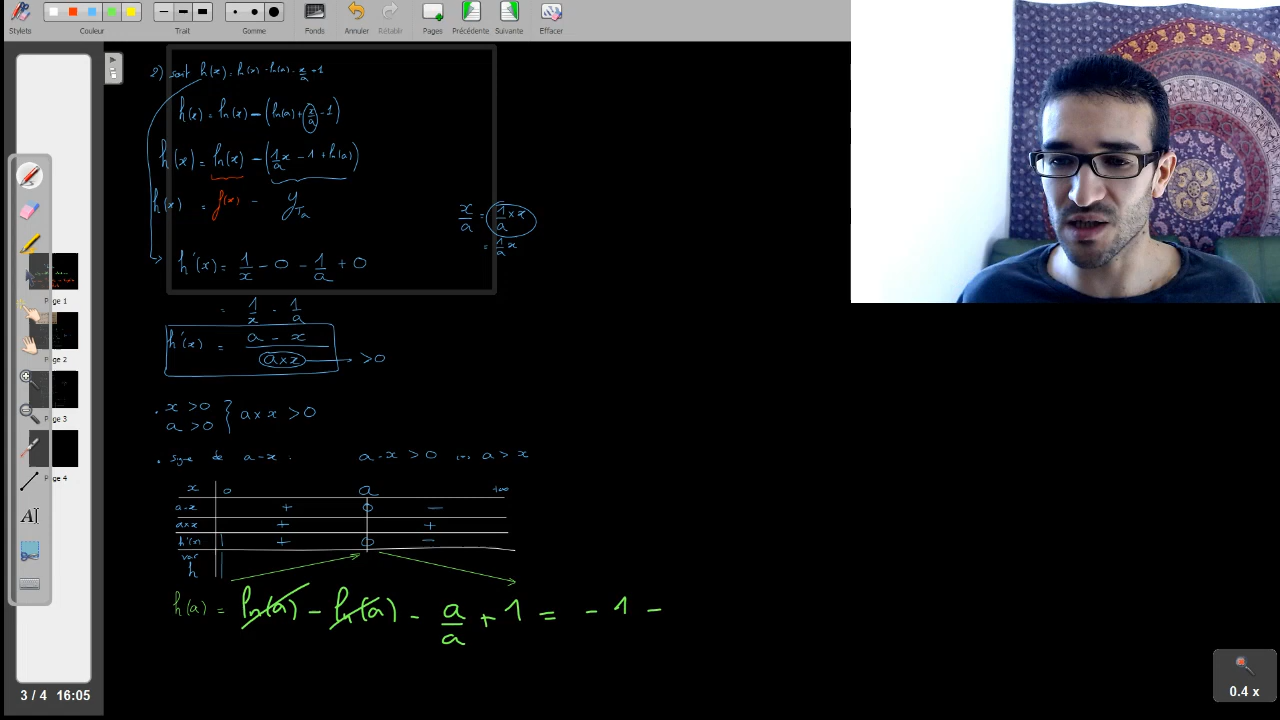 Stylets Couleur Trait Gomme Fonds Annuler Rétablir Pages Précédente Suivante Effacer
2) soit h(x) = ln(x) - ln(a) - x/a + 1
h(x) = ln(x) - (ln(a) + x/a - 1)
h(x) = ln(x) - (1/a x - 1 + ln(a))
h(x) = f(x) - y_Ta
x/a = 1/a × x
= 1/a x
h'(x) = 1/x - 0 - 1/a + 0
= 1/x - 1/a
h'(x) = a - x / a×x > 0
. x > 0
a > 0 } a × x > 0
. signe de a - x . a - x > 0 a > x
x 0 a +∞
a-x + 0 -
a×x + +
h'(x) + 0 -
var
h
h(a) = ln(a) - ln(a) - a/a + 1 = - 1 -
Page 1
Page 2
Page 3
Page 4
3 / 4 16:05
0.4 x